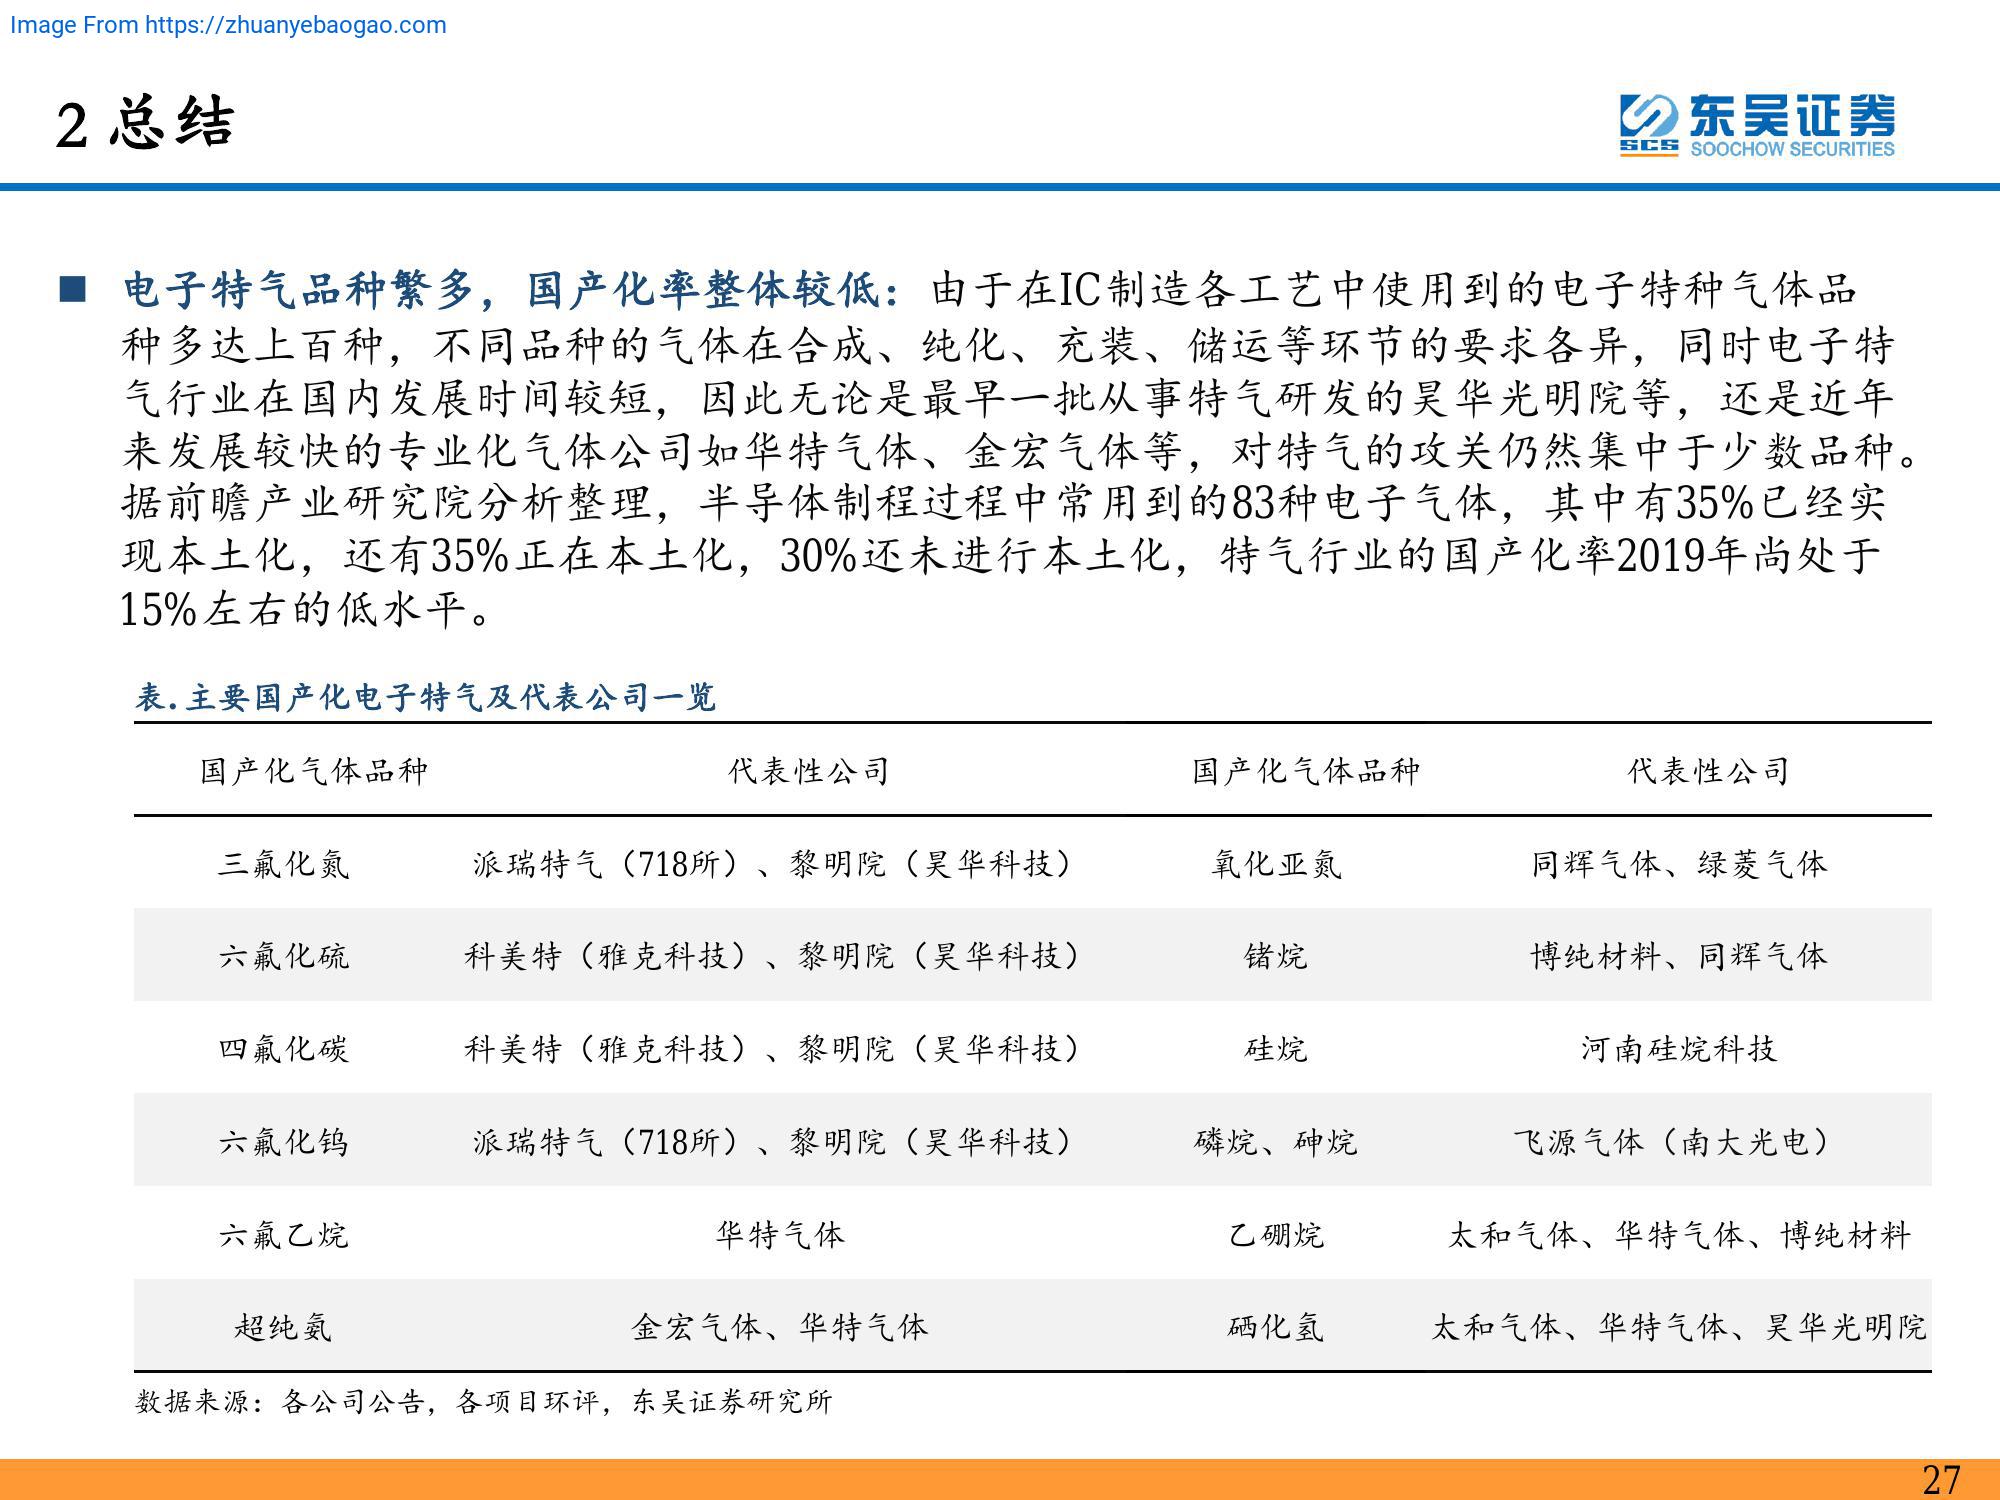 Image From https://zhuanyebaogao.com
2 总结
东吴证券
SCS
SOOCHOW SECURITIES
■ 电子特气品种繁多，国产化率整体较低：由于在IC制造各工艺中使用到的电子特种气体品
种多达上百种，不同品种的气体在合成、纯化、充装、储运等环节的要求各异，同时电子特
气行业在国内发展时间较短，因此无论是最早一批从事特气研发的昊华光明院等，还是近年
来发展较快的专业化气体公司如华特气体、金宏气体等，对特气的攻关仍然集中于少数品种。
据前瞻产业研究院分析整理，半导体制程过程中常用到的83种电子气体，其中有35%已经实
现本土化，还有35%正在本土化，30%还未进行本土化，特气行业的国产化率2019年尚处于
15%左右的低水平。
表.主要国产化电子特气及代表公司一览
国产化气体品种 代表性公司 国产化气体品种 代表性公司
三氟化氮 派瑞特气（718所）、黎明院（昊华科技） 氧化亚氮 同辉气体、绿菱气体
六氟化硫 科美特（雅克科技）、黎明院（昊华科技） 锗烷 博纯材料、同辉气体
四氟化碳 科美特（雅克科技）、黎明院（昊华科技） 硅烷 河南硅烷科技
六氟化钨 派瑞特气（718所）、黎明院（昊华科技） 磷烷、砷烷 飞源气体（南大光电）
六氟乙烷 华特气体 乙硼烷 太和气体、华特气体、博纯材料
超纯氨 金宏气体、华特气体 硒化氢 太和气体、华特气体、昊华光明院
数据来源：各公司公告，各项目环评，东吴证券研究所
27